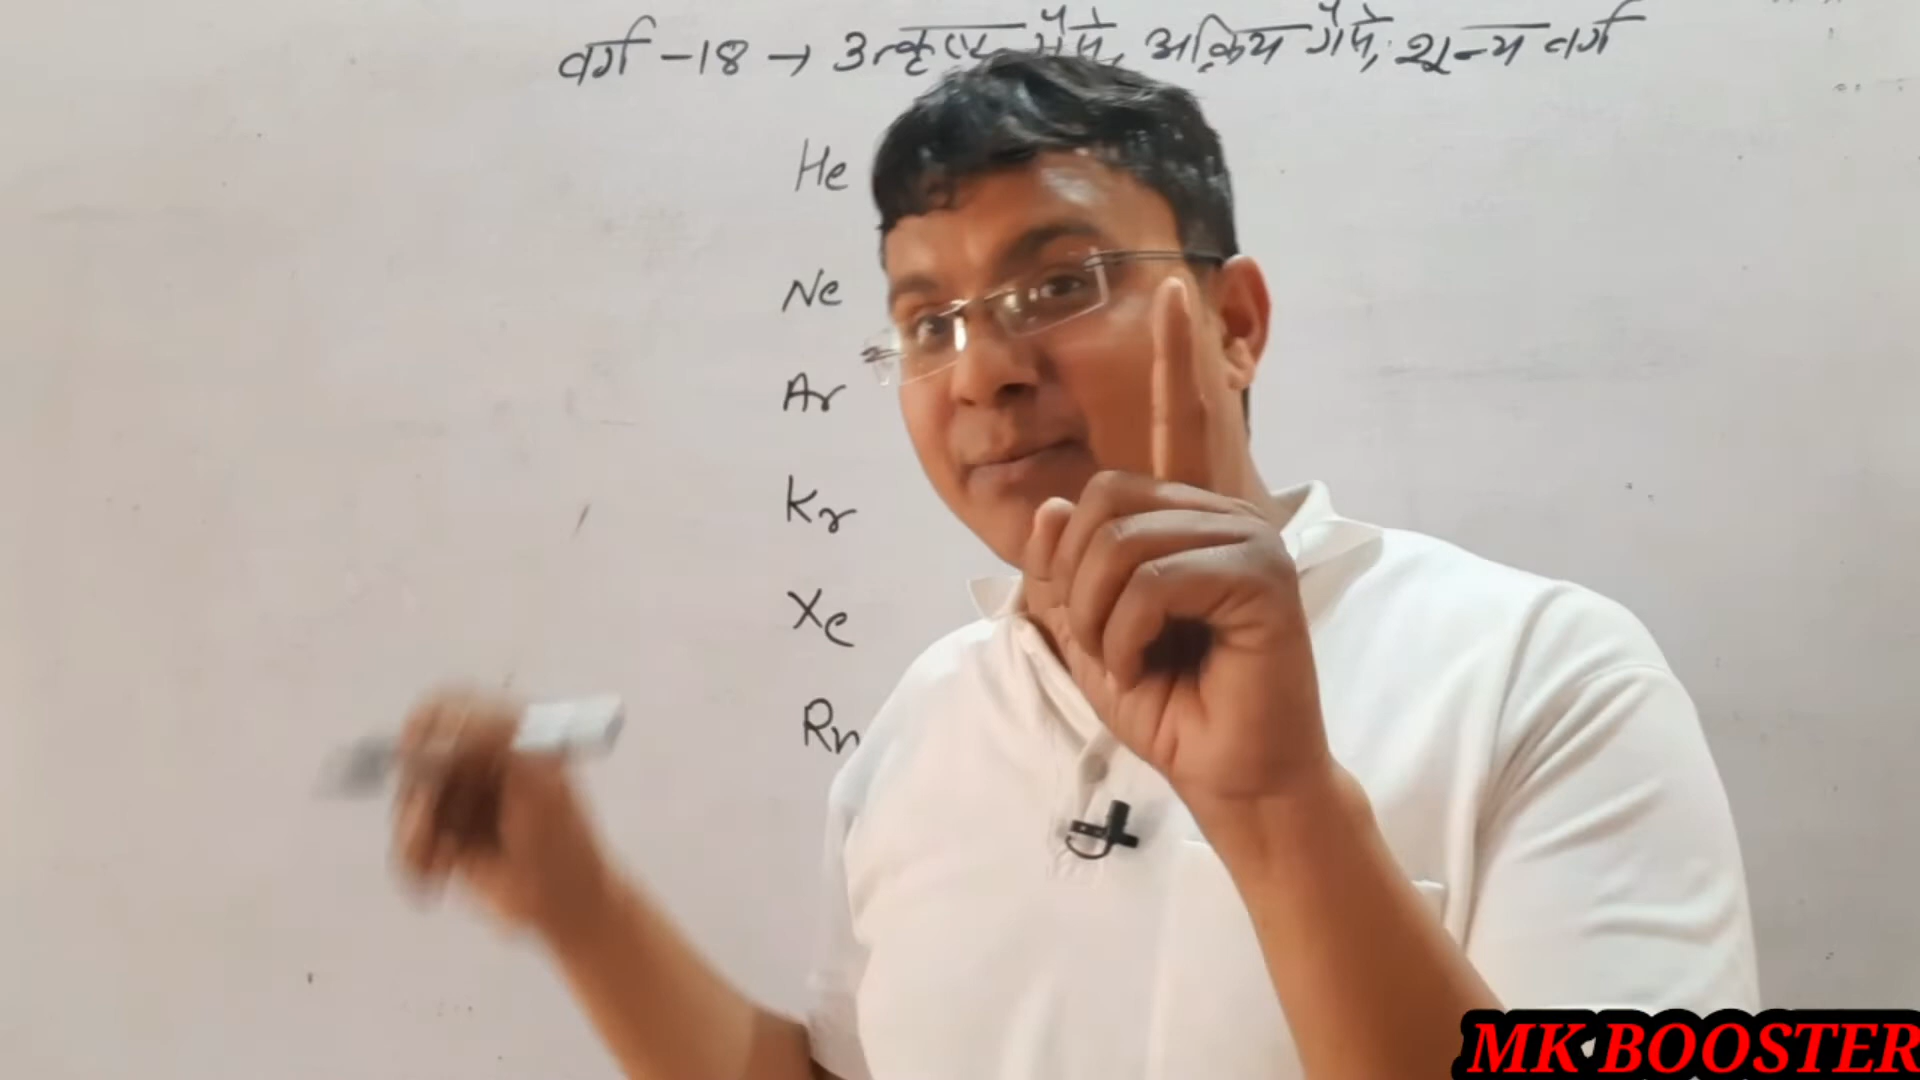 वर्ग -18 → उत्कृष्ट गैसें, अक्रिय गैसें, शून्य वर्ग
He
Ne
Ar
Kr
Xe
Rn
MK BOOSTER